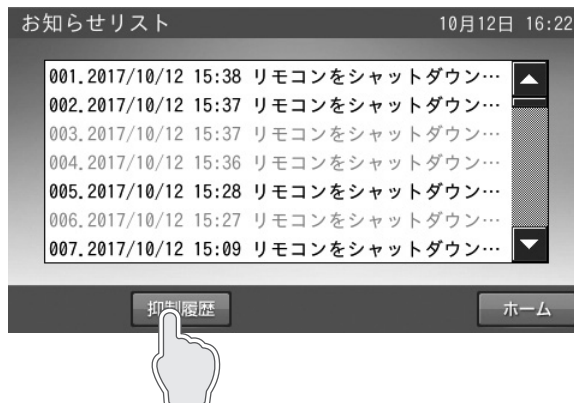 お知らせリスト 10月12日 16:22
001.2017/10/12 15:38 リモコンをシャットダウン…
002.2017/10/12 15:37 リモコンをシャットダウン…
003.2017/10/12 15:37 リモコンをシャットダウン…
004.2017/10/12 15:36 リモコンをシャットダウン…
005.2017/10/12 15:28 リモコンをシャットダウン…
006.2017/10/12 15:27 リモコンをシャットダウン…
007.2017/10/12 15:09 リモコンをシャットダウン…
抑制履歴 ホーム